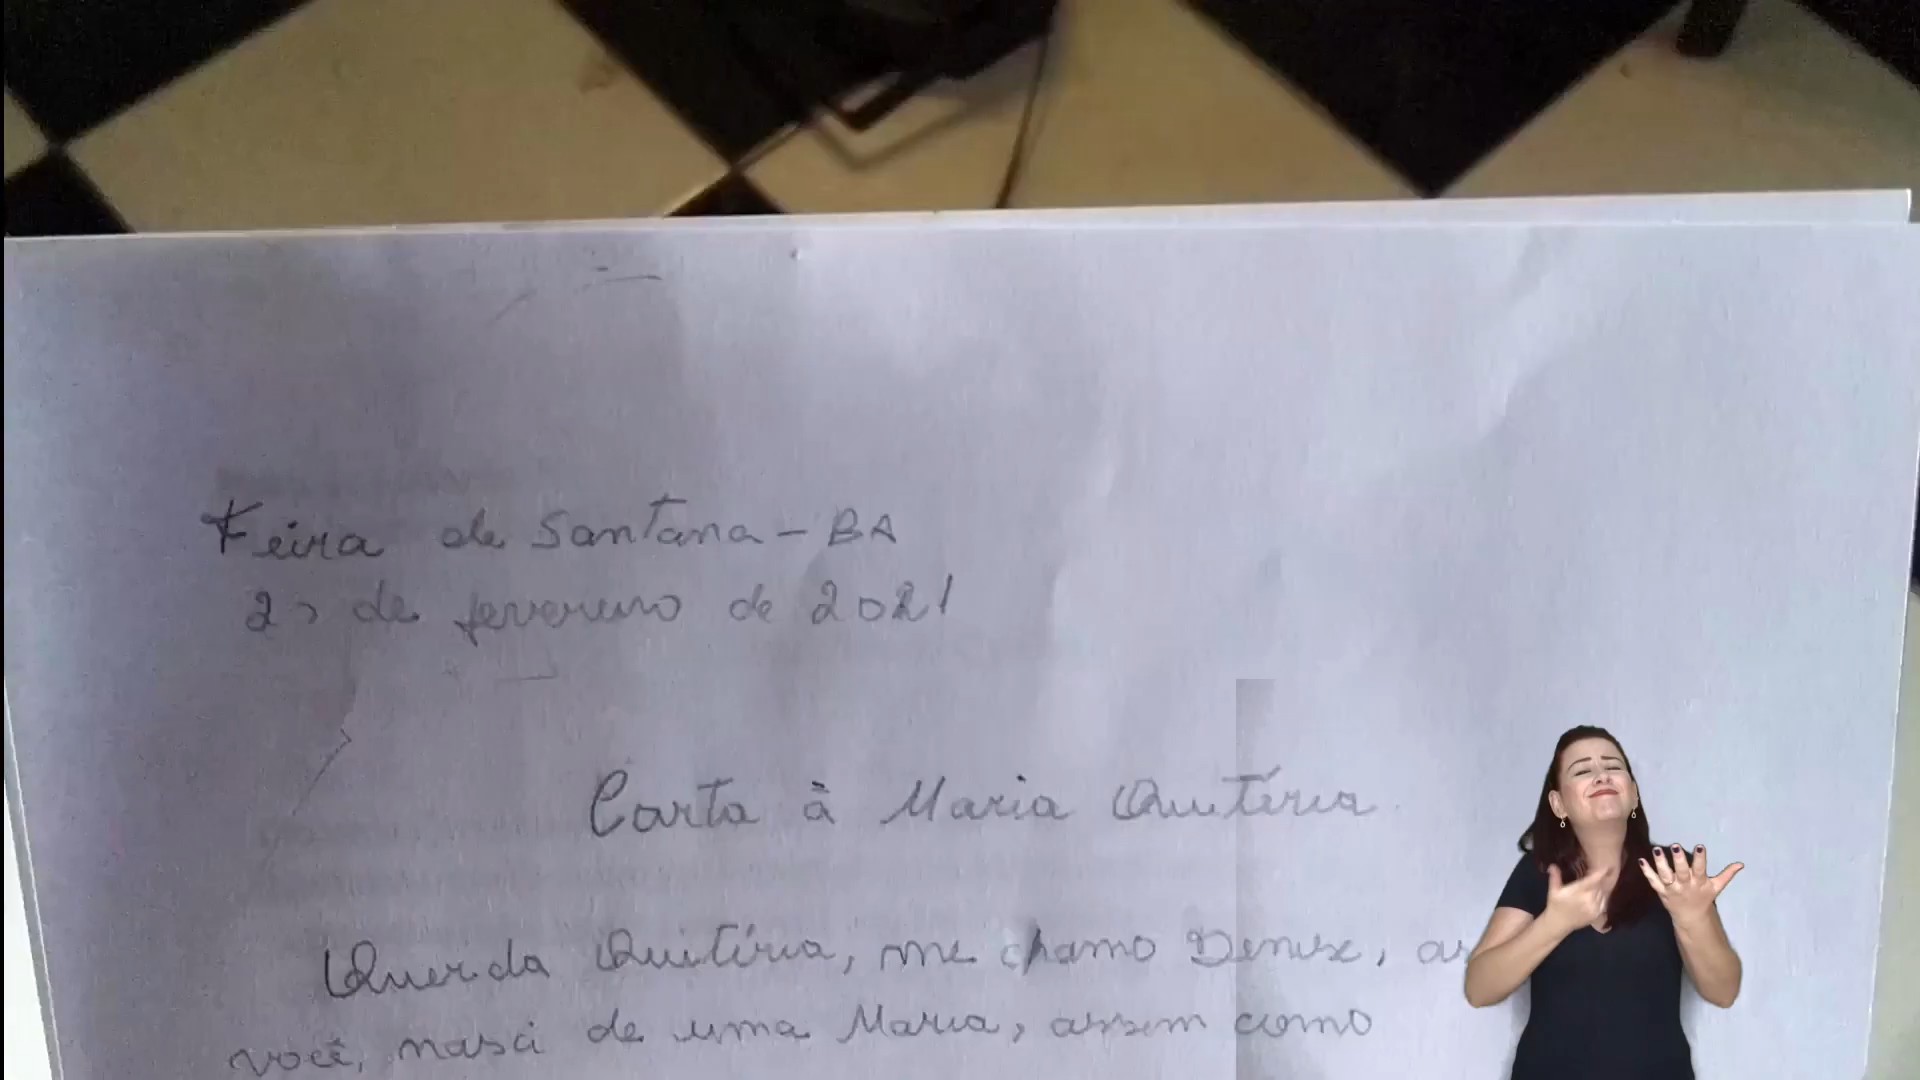 Feira de Santana - BA
de fevereiro de 2021
Carta à Maria Quitéria
Querida Quitéria, me chamo Denise,
você, nasci de uma Maria, assim como